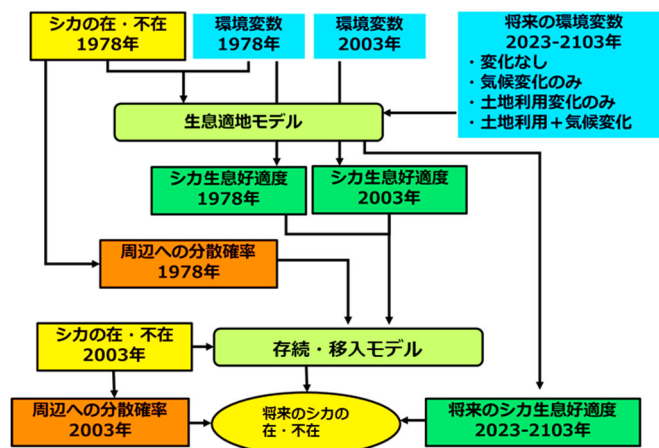 シカの在・不在
1978年
環境変数
1978年
環境変数
2003年
将来の環境変数
2023-2103年
・変化なし
・気候変化のみ
・土地利用変化のみ
・土地利用＋気候変化
生息適地モデル
シカ生息好適度
1978年
シカ生息好適度
2003年
周辺への分散確率
1978年
シカの在・不在
2003年
存続・移入モデル
周辺への分散確率
2003年
将来のシカの
在・不在
将来のシカ生息好適度
2023-2103年